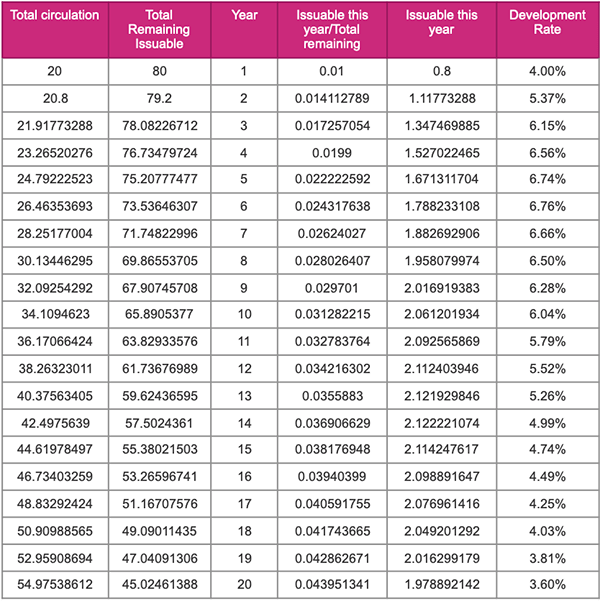 Total circulation Total Remaining Issuable Year Issuable this year/Total remaining Issuable this year Development Rate
20 80 1 0.01 0.8 4.00%
20.8 79.2 2 0.014112789 1.11773288 5.37%
21.91773288 78.08226712 3 0.017257054 1.347469885 6.15%
23.26520276 76.73479724 4 0.0199 1.527022465 6.56%
24.79222523 75.20777477 5 0.022222592 1.671311704 6.74%
26.46353693 73.53646307 6 0.024317638 1.788233108 6.76%
28.25177004 71.74822996 7 0.02624027 1.882692906 6.66%
30.13446295 69.86553705 8 0.028026407 1.958079974 6.50%
32.09254292 67.90745708 9 0.029701 2.016919383 6.28%
34.1094623 65.8905377 10 0.031282215 2.061201934 6.04%
36.17066424 63.82933576 11 0.032783764 2.092565869 5.79%
38.26323011 61.73676989 12 0.034216302 2.112403946 5.52%
40.37563405 59.62436595 13 0.0355883 2.121929846 5.26%
42.4975639 57.5024361 14 0.036906629 2.122221074 4.99%
44.61978497 55.38021503 15 0.038176948 2.114247617 4.74%
46.73403259 53.26596741 16 0.03940399 2.098891647 4.49%
48.83292424 51.16707576 17 0.040591755 2.076961416 4.25%
50.90988565 49.09011435 18 0.041743665 2.049201292 4.03%
52.95908694 47.04091306 19 0.042862671 2.016299179 3.81%
54.97538612 45.02461388 20 0.043951341 1.978892142 3.60%